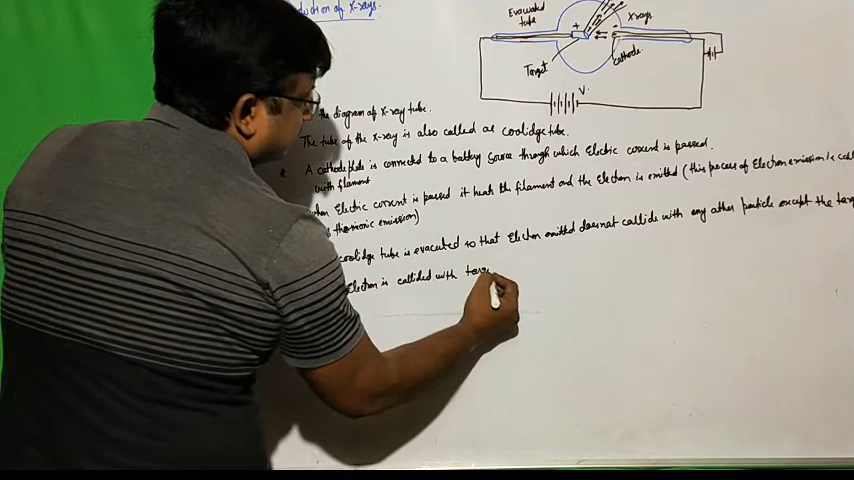 duction of X-rays.
Evacuated tube
X-rays
+
-
Target
Cathode
V.
the diagram of X-ray tube.
The tube of the X-ray is also called as coolidge tube.
A cathode plate is connected to a battery source through which Electric current is passed.
with filament
Electric current is passed it heats the filament and the Electron is emitted (this process of Electron emission is call
thermionic emission)
coolidge tube is evacuted so that Electron emitted doesnot collide with any other particle except the targ
Electron is collided with targe